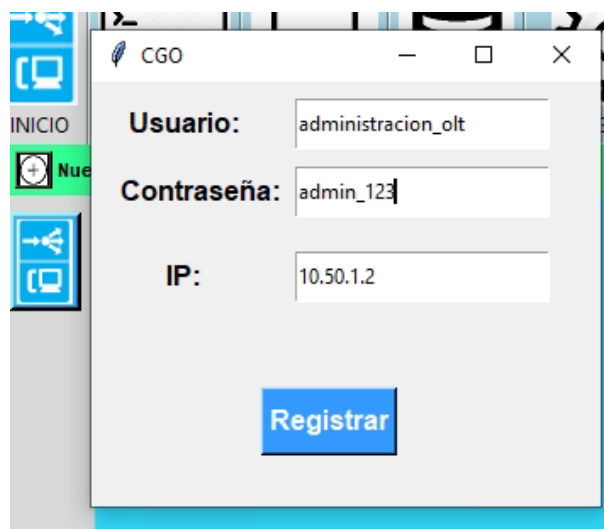 CGO
INICIO
Usuario: administracion_olt
Nue
Contraseña: admin_123
IP: 10.50.1.2
Registrar